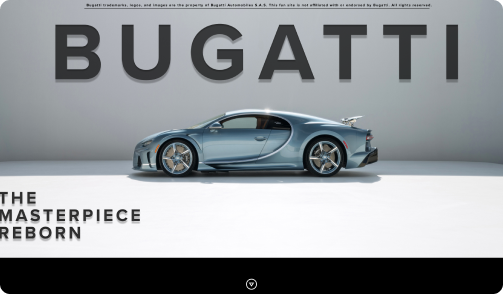 Bugatti trademarks, logos, and images are the property of Bugatti Automobiles S.A.S. This fan site is not affiliated with or endorsed by Bugatti. All rights reserved.
BUGATTI
THE
MASTERPIECE
REBORN